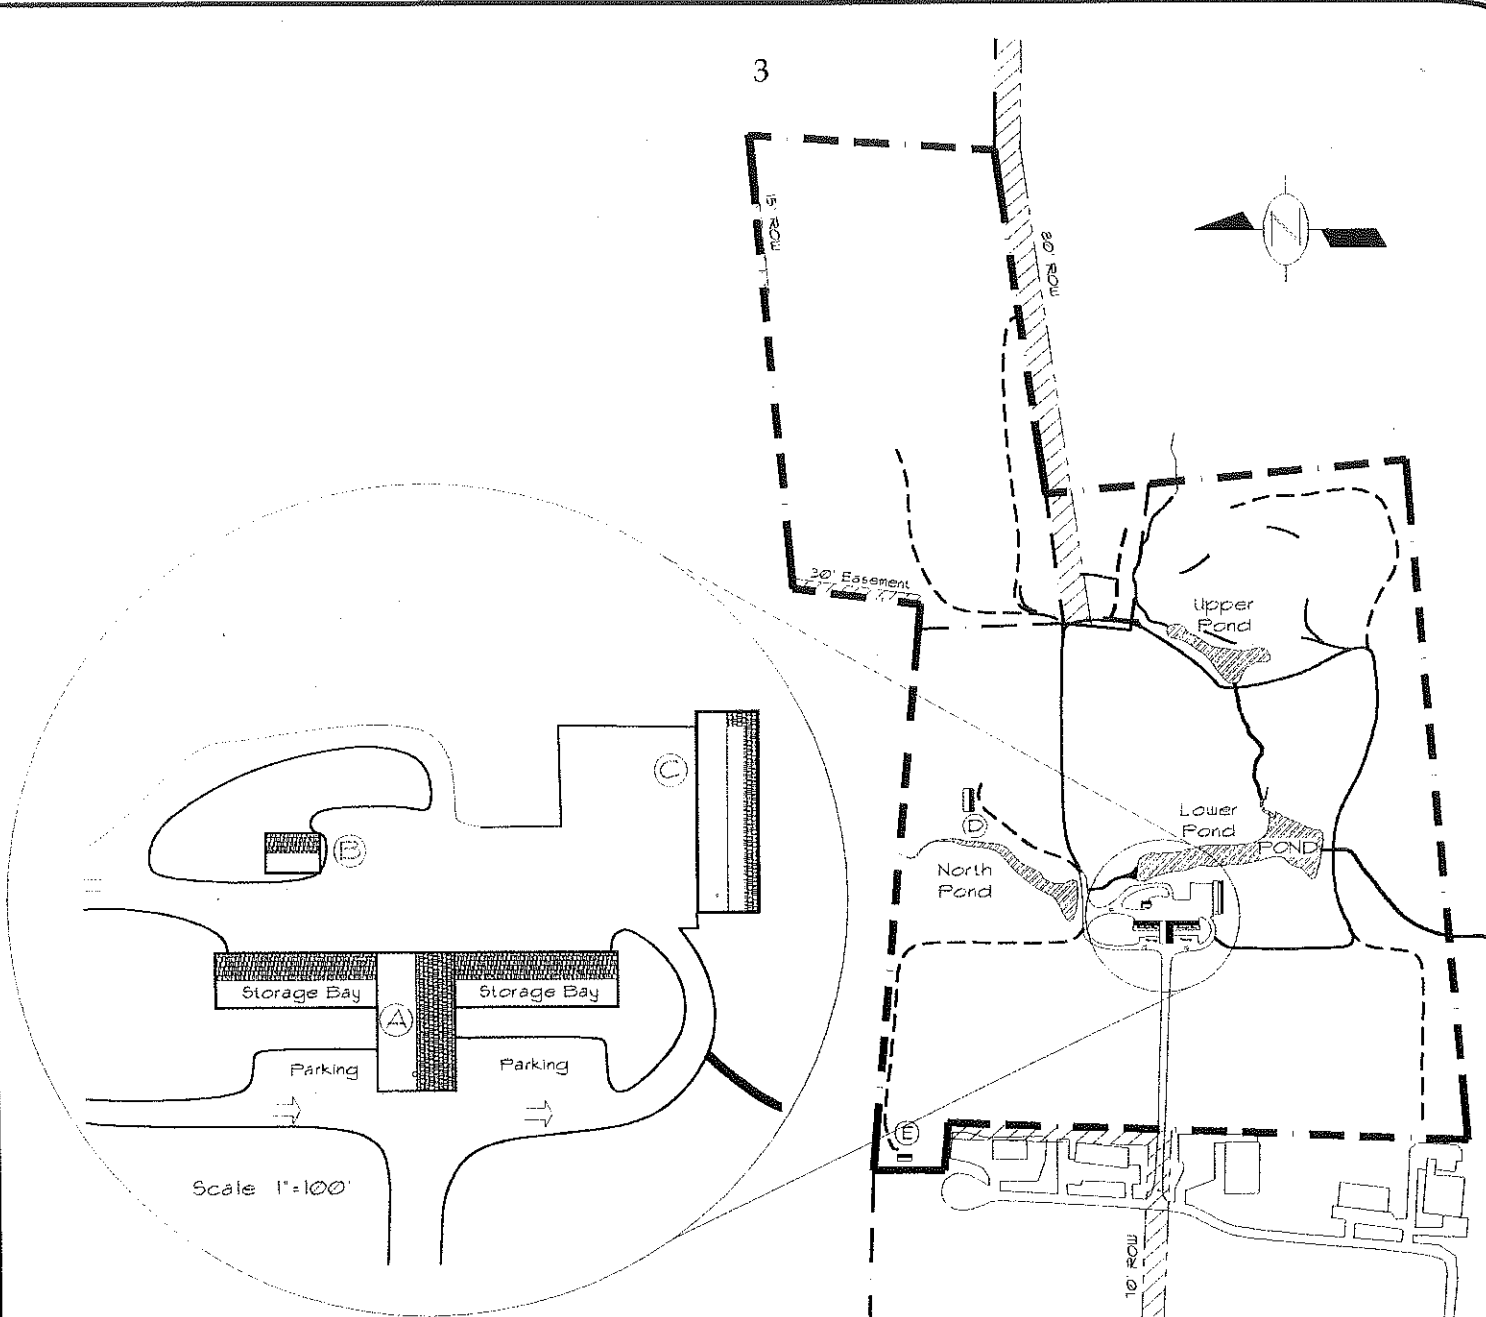 3
15' ROW
80' ROW
N
30' Easement
Upper
Pond
C
B
D
Lower
Pond
POND
North
Pond
Storage Bay
Storage Bay
A
Parking
Parking
E
Scale 1"=100'
70' ROW